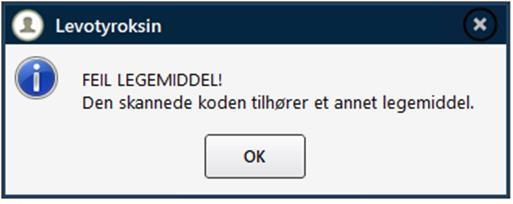 Levotyroksin
FEIL LEGEMIDDEL!
Den skannede koden tilhører et annet legemiddel.
OK